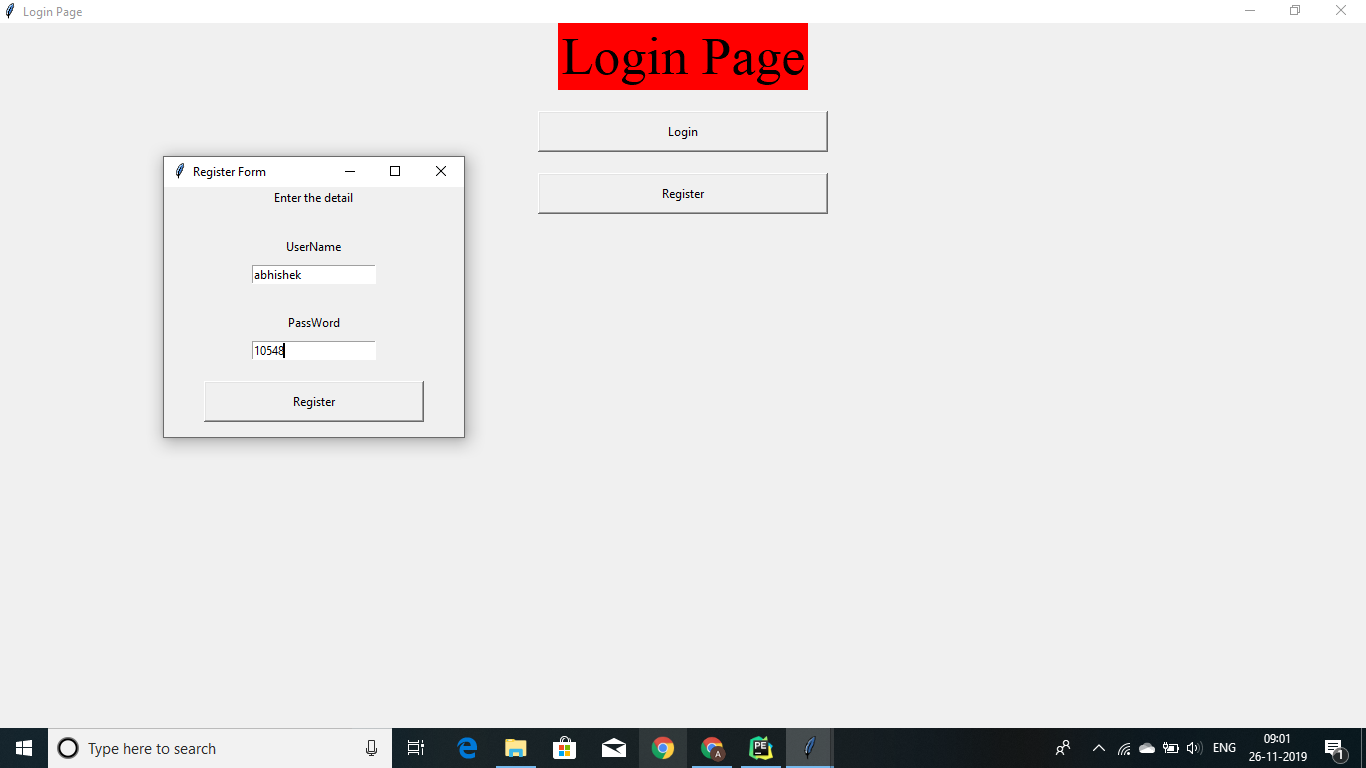 Login Page
Login Page
Login
Register
Register Form
Enter the detail
UserName
abhishek
PassWord
10548
Register
Type here to search
PE
A
ENG
09:01
26-11-2019
1